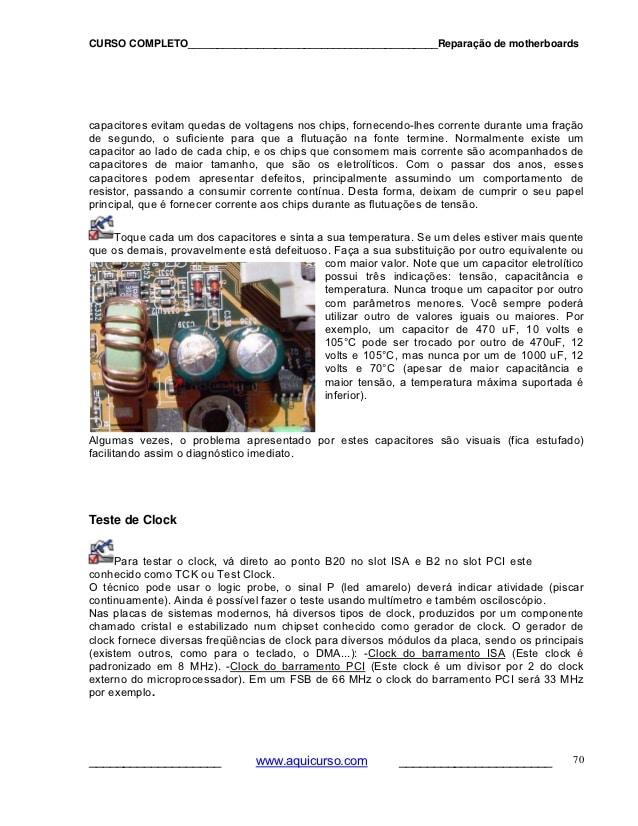 CURSO COMPLETO__________________________________________Reparação de motherboards
capacitores evitam quedas de voltagens nos chips, fornecendo-lhes corrente durante uma fração
de segundo, o suficiente para que a flutuação na fonte termine. Normalmente existe um
capacitor ao lado de cada chip, e os chips que consomem mais corrente são acompanhados de
capacitores de maior tamanho, que são os eletrolíticos. Com o passar dos anos, esses
capacitores podem apresentar defeitos, principalmente assumindo um comportamento de
resistor, passando a consumir corrente contínua. Desta forma, deixam de cumprir o seu papel
principal, que é fornecer corrente aos chips durante as flutuações de tensão.
Toque cada um dos capacitores e sinta a sua temperatura. Se um deles estiver mais quente
que os demais, provavelmente está defeituoso. Faça a sua substituição por outro equivalente ou
com maior valor. Note que um capacitor eletrolítico
possui três indicações: tensão, capacitância e
temperatura. Nunca troque um capacitor por outro
com parâmetros menores. Você sempre poderá
utilizar outro de valores iguais ou maiores. Por
exemplo, um capacitor de 470 uF, 10 volts e
105°C pode ser trocado por outro de 470uF, 12
volts e 105°C, mas nunca por um de 1000 uF, 12
volts e 70°C (apesar de maior capacitância e
maior tensão, a temperatura máxima suportada é
inferior).
C331
C332
C339
Algumas vezes, o problema apresentado por estes capacitores são visuais (fica estufado)
facilitando assim o diagnóstico imediato.
Teste de Clock
Para testar o clock, vá direto ao ponto B20 no slot ISA e B2 no slot PCI este
conhecido como TCK ou Test Clock.
O técnico pode usar o logic probe, o sinal P (led amarelo) deverá indicar atividade (piscar
continuamente). Ainda é possível fazer o teste usando multímetro e também osciloscópio.
Nas placas de sistemas modernos, há diversos tipos de clock, produzidos por um componente
chamado cristal e estabilizado num chipset conhecido como gerador de clock. O gerador de
clock fornece diversas freqüências de clock para diversos módulos da placa, sendo os principais
(existem outros, como para o teclado, o DMA...): -Clock do barramento ISA (Este clock é
padronizado em 8 MHz). -Clock do barramento PCI (Este clock é um divisor por 2 do clock
externo do microprocessador). Em um FSB de 66 MHz o clock do barramento PCI será 33 MHz
por exemplo.
___________________ www.aquicurso.com ______________________ 70